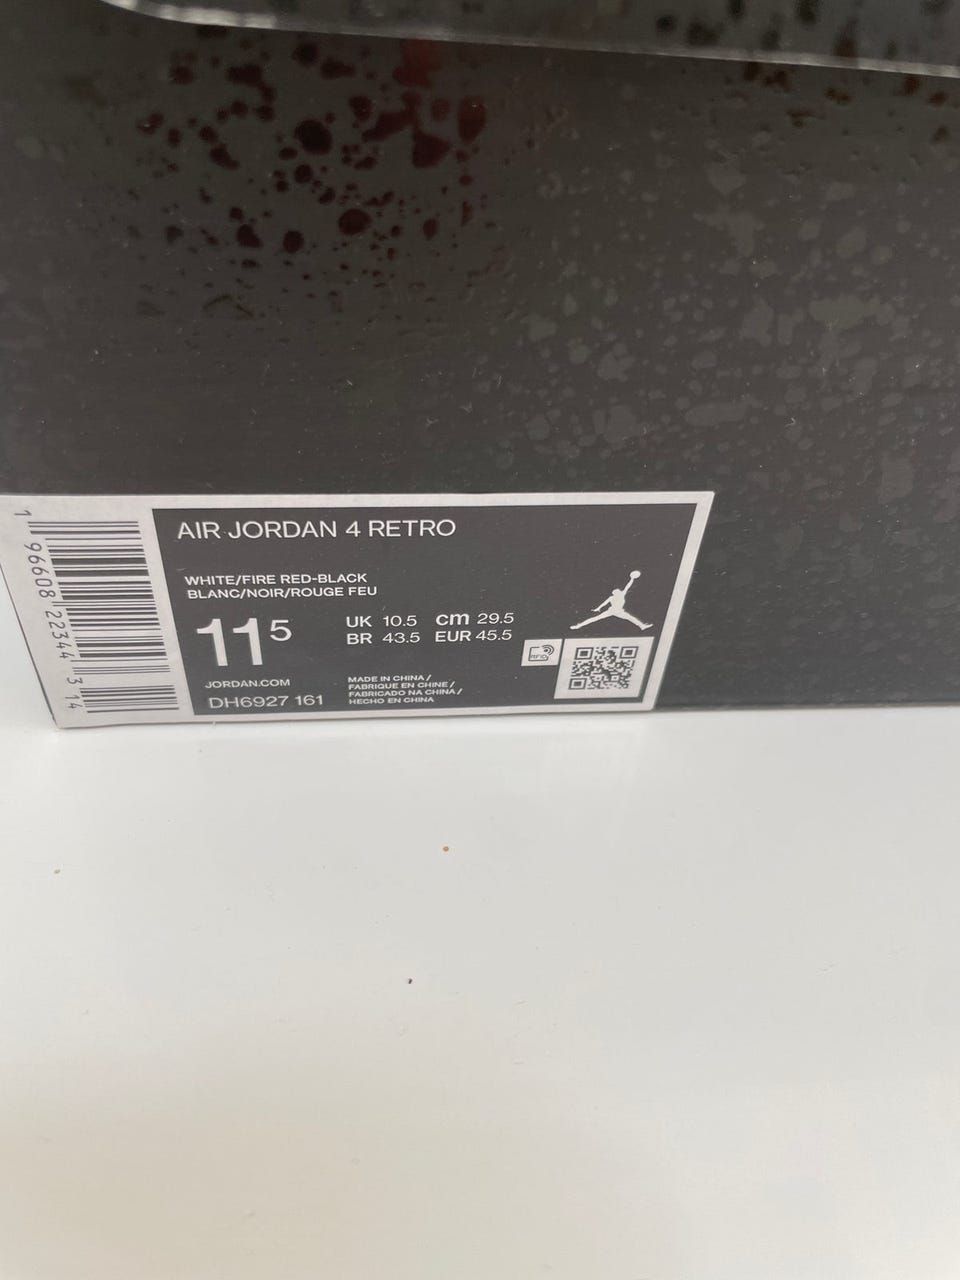 AIR JORDAN 4 RETRO
WHITE/FIRE RED-BLACK
BLANC/NOIR/ROUGE FEU
11 5
UK 10.5 cm 29.5
BR 43.5 EUR 45.5
JORDAN.COM
DH6927 161
MADE IN CHINA /
FABRIQUE EN CHINE /
FABRICADO NA CHINA /
HECHO EN CHINA
RFID
1 96608 22344 3 14